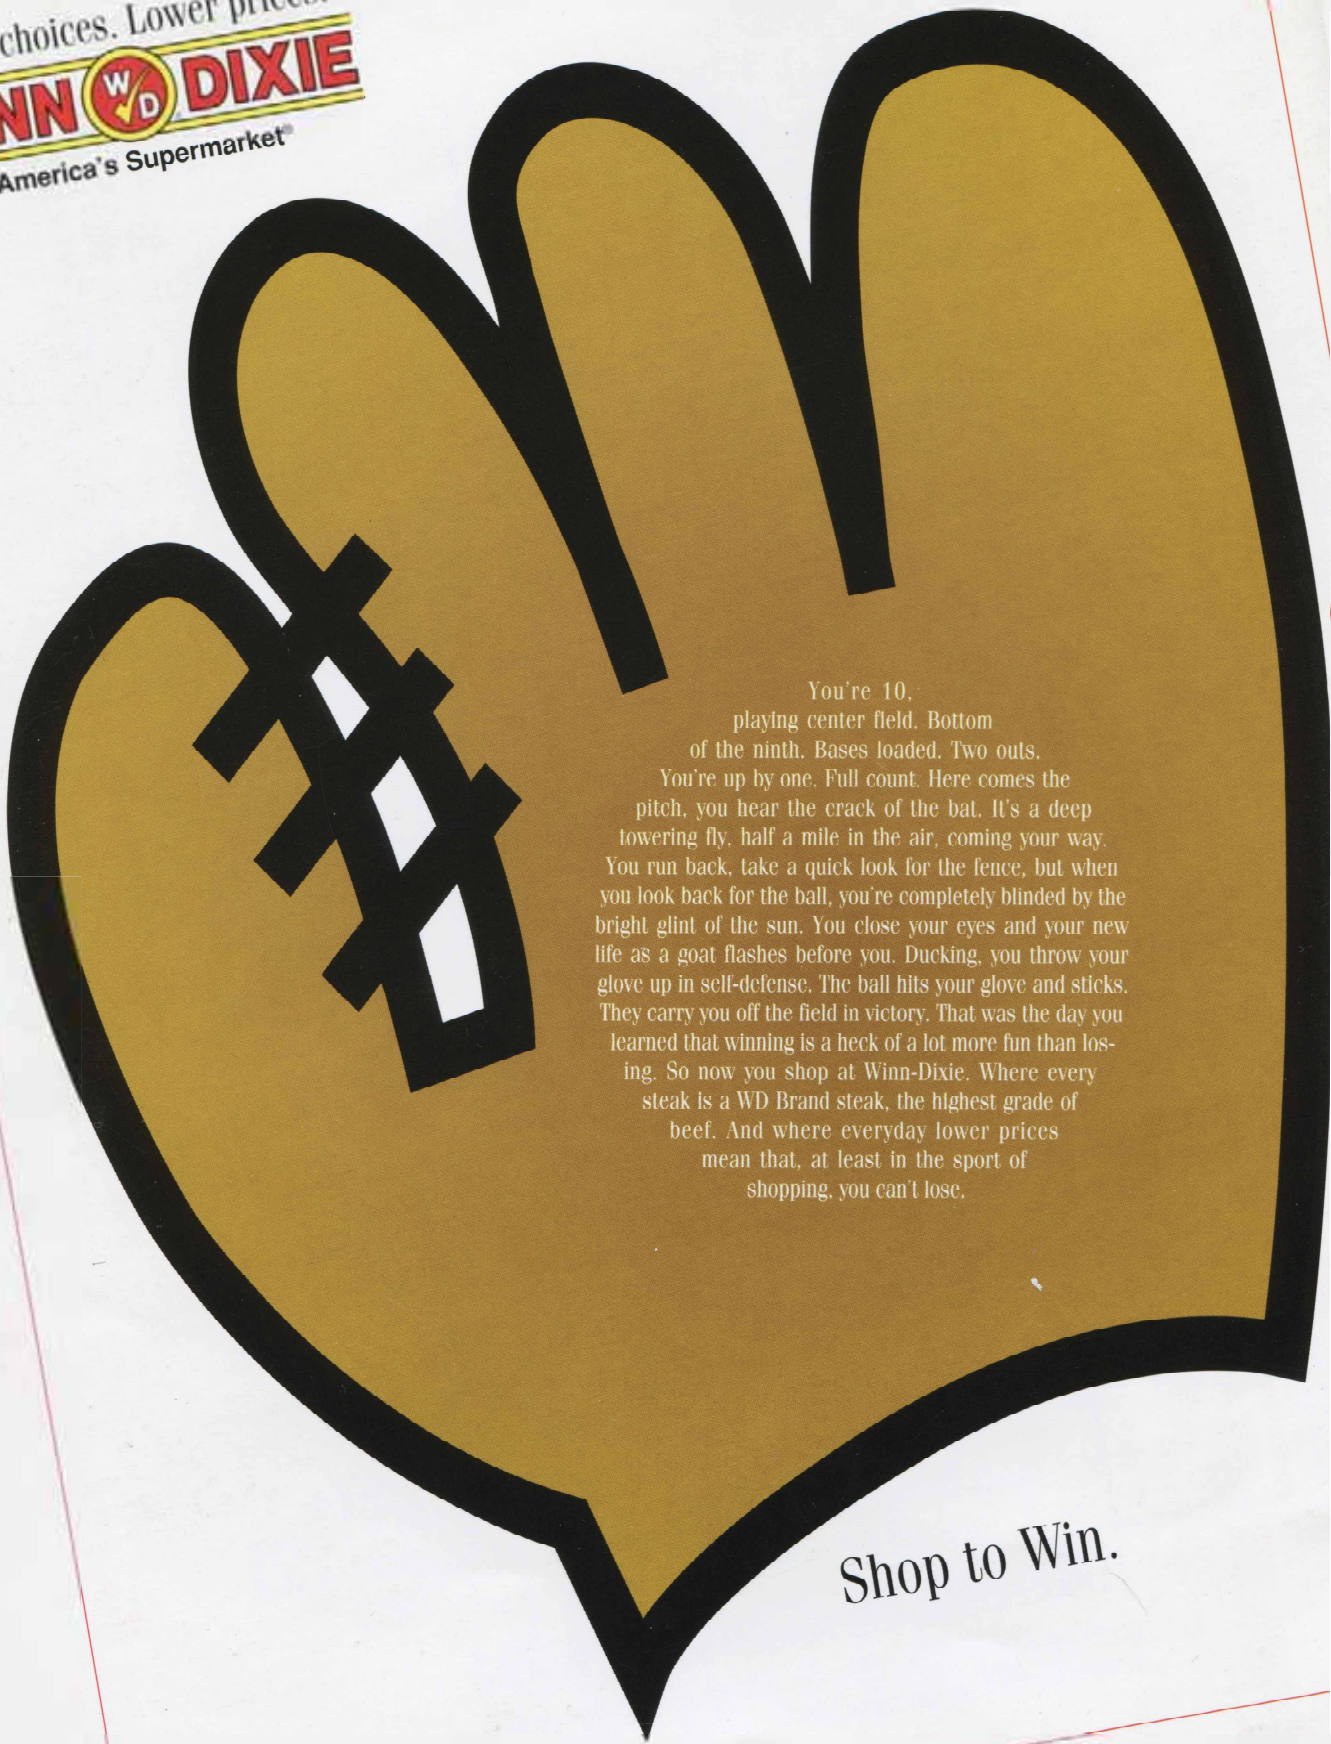 choices. Lower prices.
NN WD DIXIE
America's Supermarket®
You're 10,
playing center field. Bottom
of the ninth. Bases loaded. Two outs.
You're up by one. Full count. Here comes the
pitch, you hear the crack of the bat. It's a deep
towering fly, half a mile in the air, coming your way.
You run back, take a quick look for the fence, but when
you look back for the ball, you're completely blinded by the
bright glint of the sun. You close your eyes and your new
life as a goat flashes before you. Ducking, you throw your
glove up in self-defense. The ball hits your glove and sticks.
They carry you off the field in victory. That was the day you
learned that winning is a heck of a lot more fun than los-
ing. So now you shop at Winn-Dixie. Where every
steak is a WD Brand steak, the highest grade of
beef. And where everyday lower prices
mean that, at least in the sport of
shopping, you can't lose.
Shop to Win.